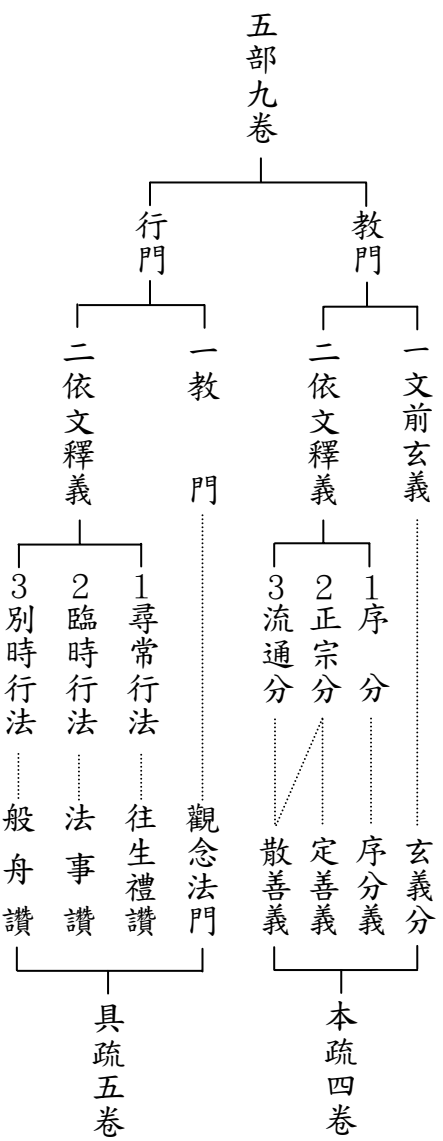 五部九卷
教門
一文前玄義
玄義分
二依文釋義
1序分
序分義
2正宗分
定善義
3流通分
散善義
本疏四卷
行門
一教門
觀念法門
二依文釋義
1尋常行法
往生禮讚
2臨時行法
法事讚
3別時行法
般舟讚
具疏五卷